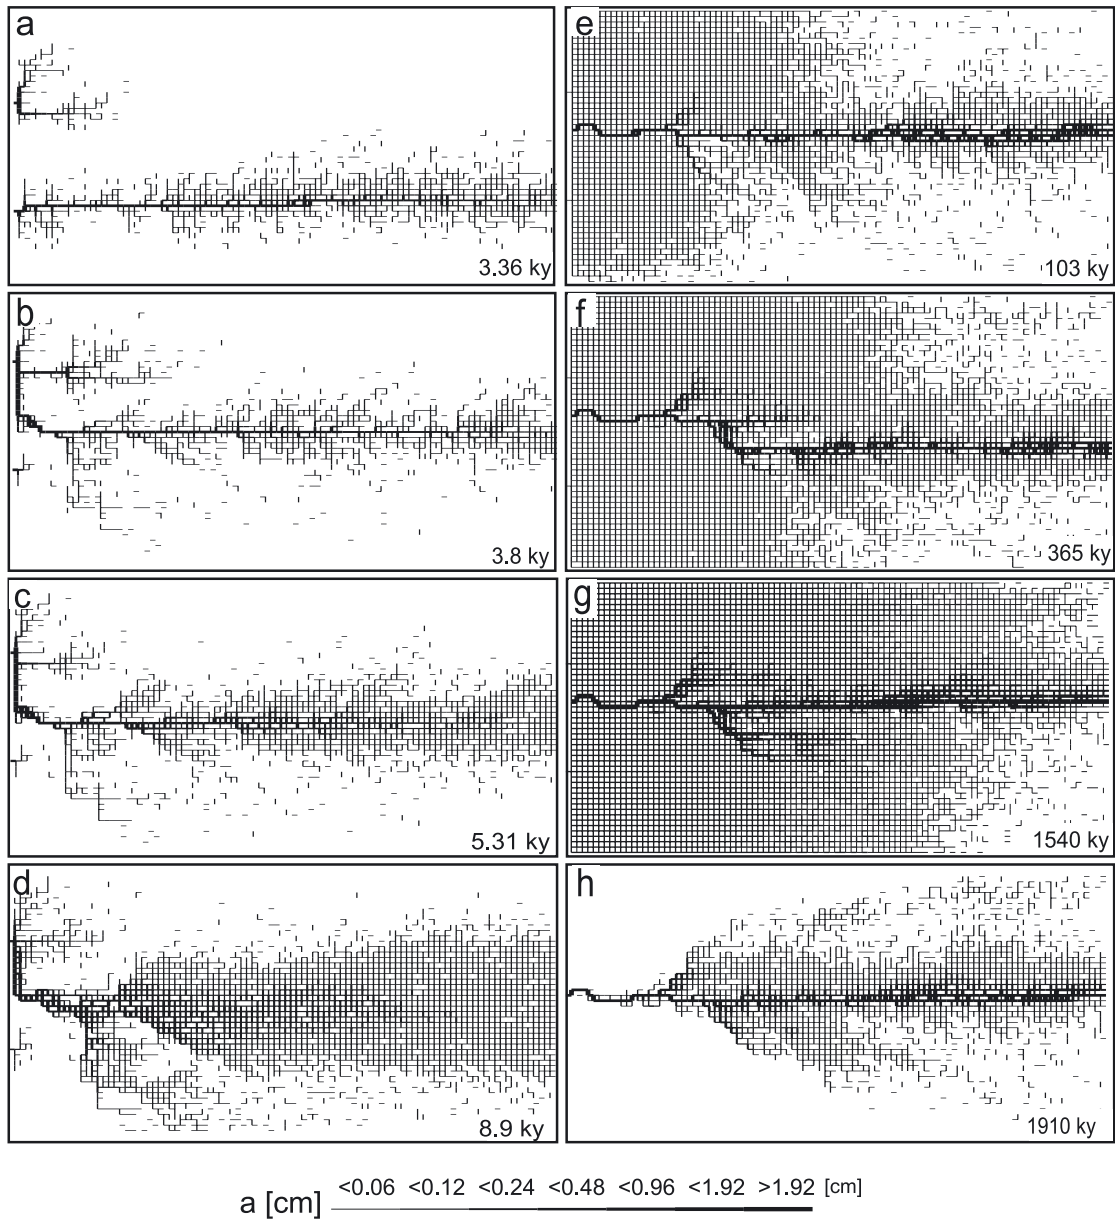 a
3.36 ky
b
3.8 ky
c
5.31 ky
d
8.9 ky
e
103 ky
f
365 ky
g
1540 ky
h
1910 ky
a [cm] <0.06 <0.12 <0.24 <0.48 <0.96 <1.92 >1.92 [cm]